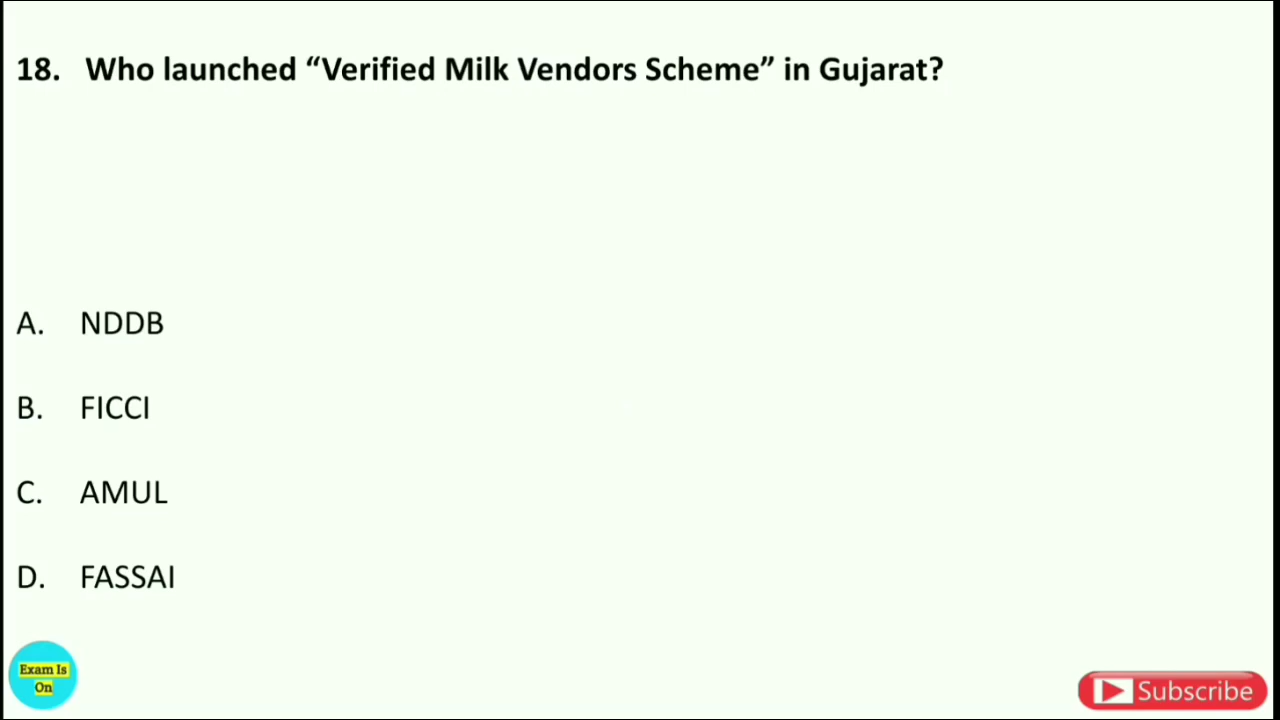 18. Who launched “Verified Milk Vendors Scheme” in Gujarat?
A. NDDB
B. FICCI
C. AMUL
D. FASSAI
Exam Is
On
Subscribe